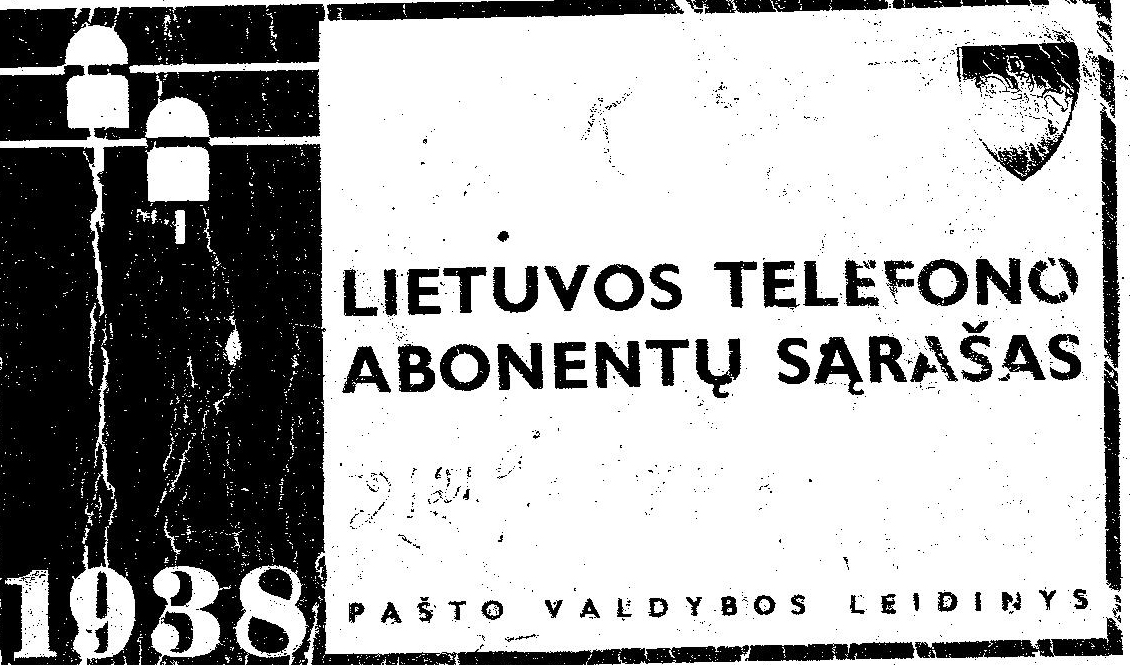 LIETUVOS TELEFONO
ABONENTŲ SĄRAŠAS
1938
PAŠTO VALDYBOS LEIDINYS